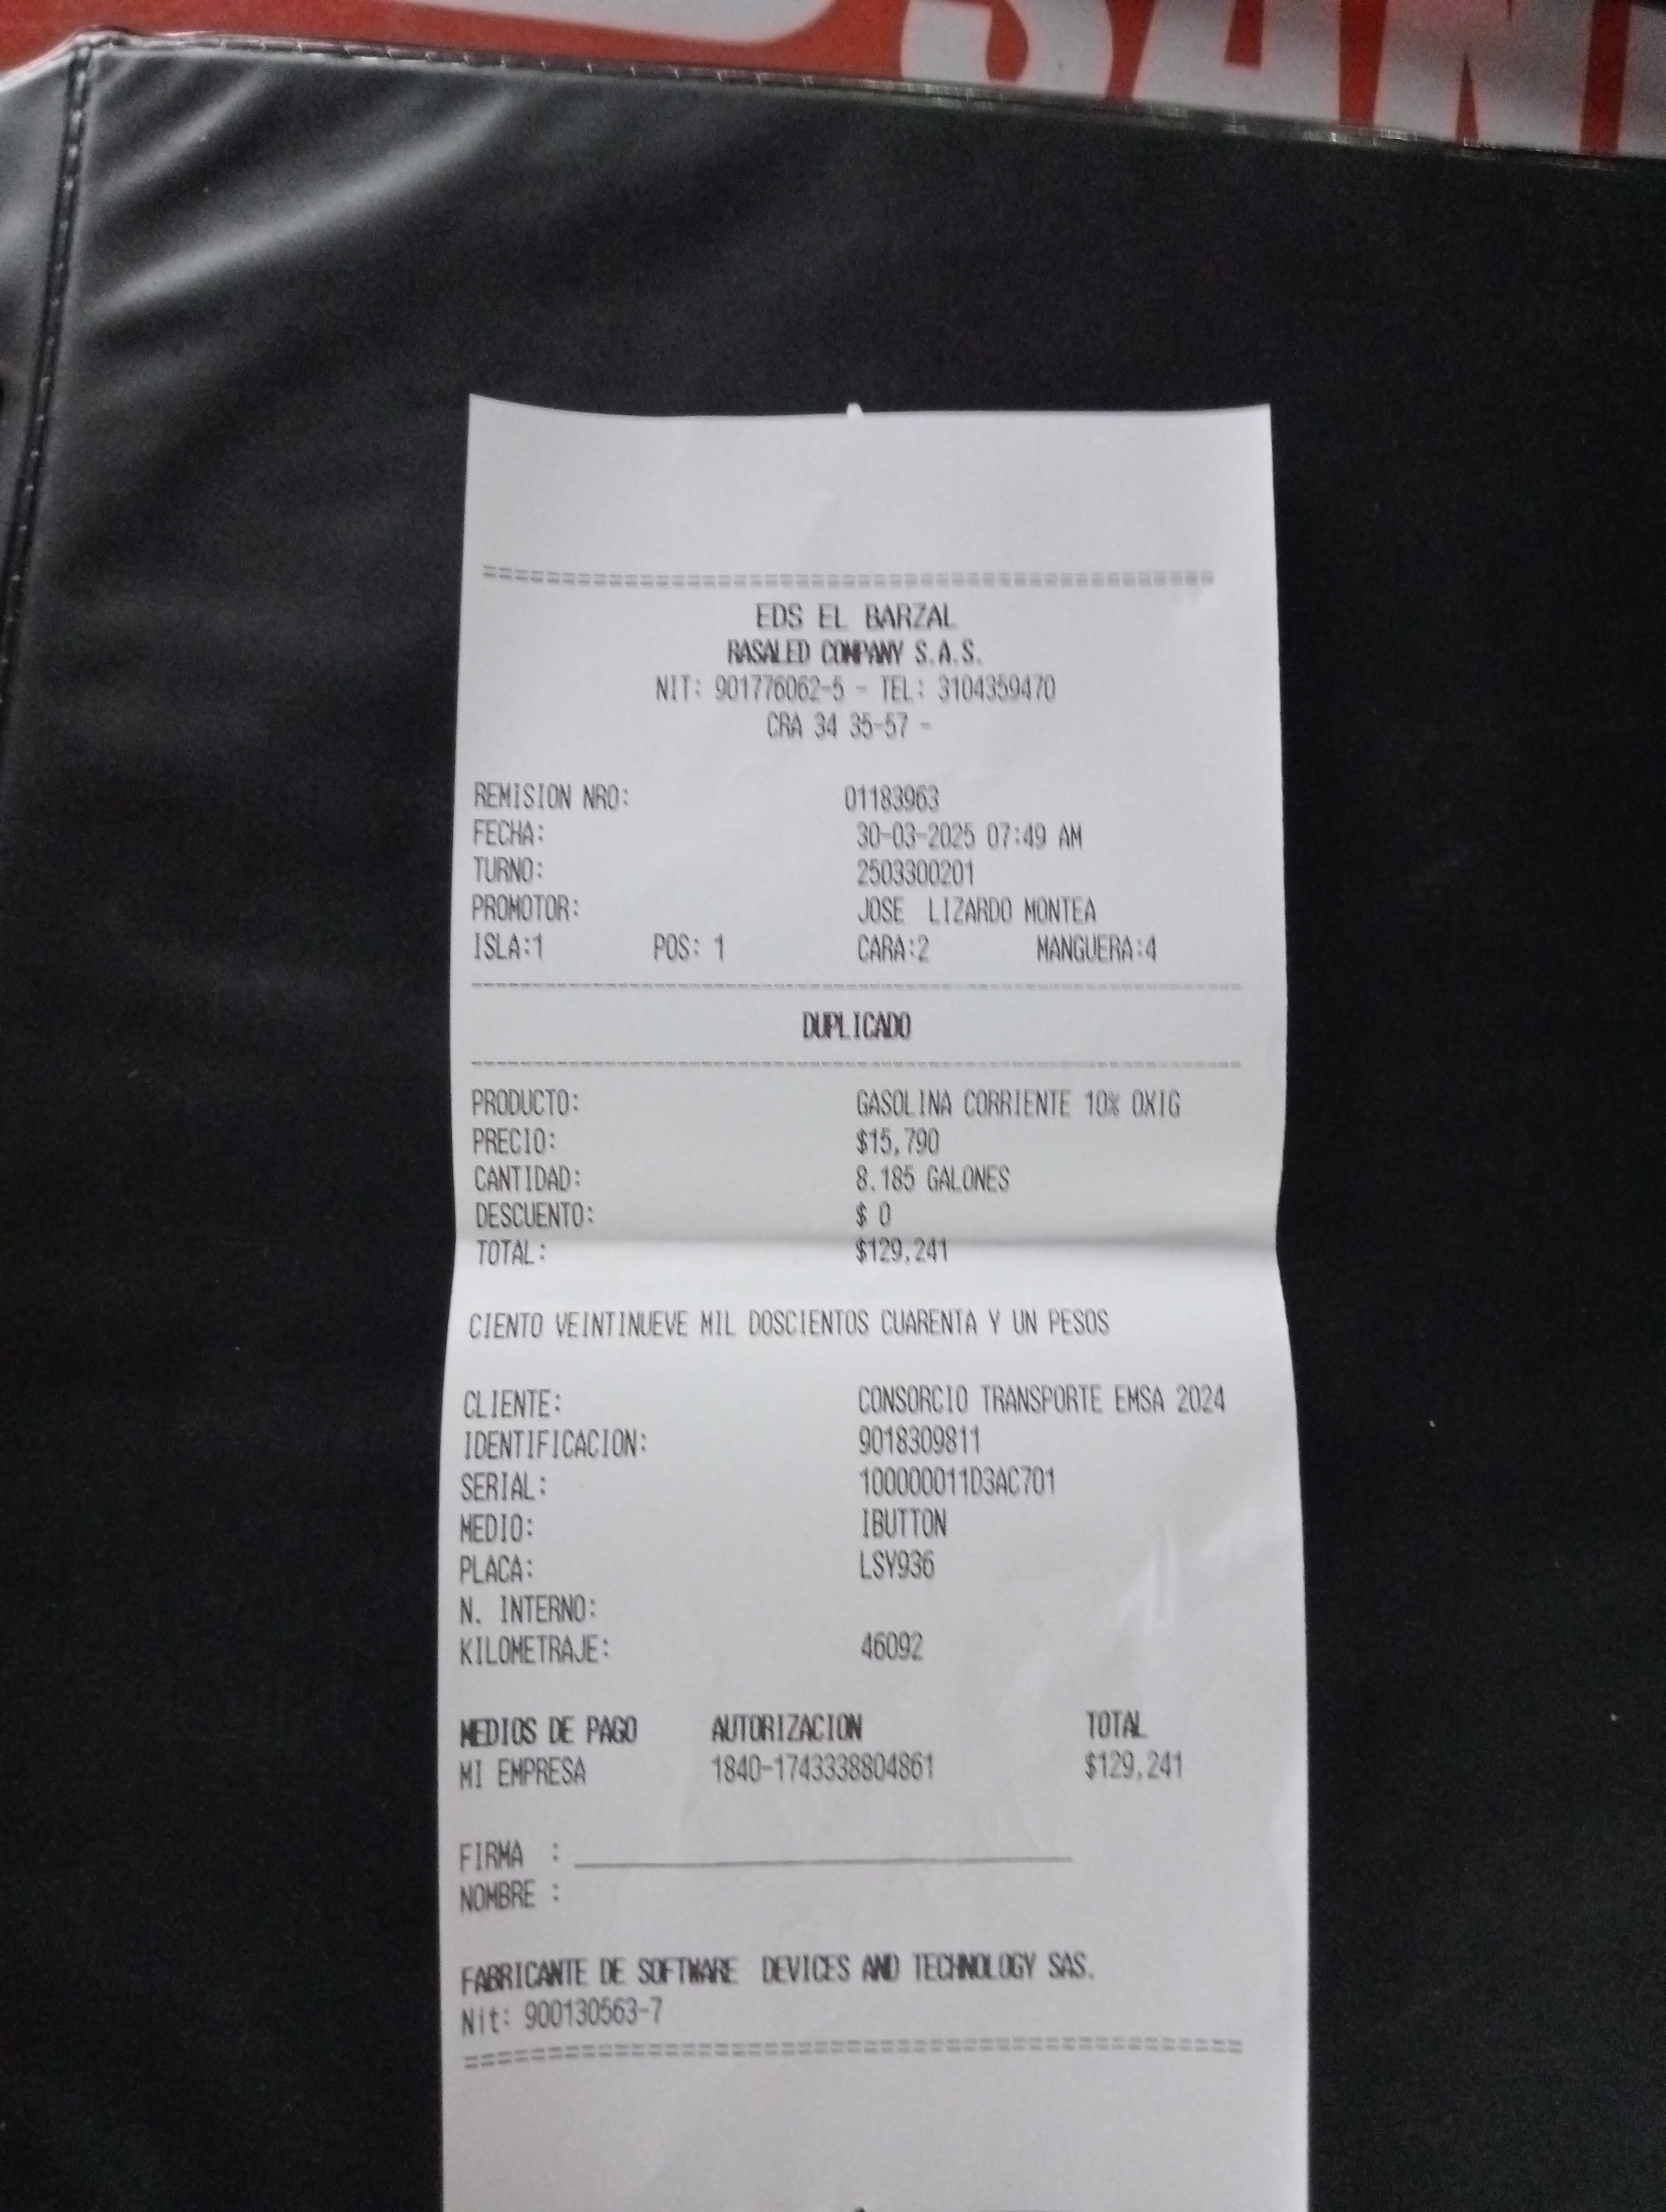 SANT
================================================
EDS EL BARZAL
RASALED COMPANY S.A.S.
NIT: 901776062-5 - TEL: 3104359470
CRA 34 35-57 -
REMISION NRO: 01183963
FECHA: 30-03-2025 07:49 AM
TURNO: 2503300201
PROMOTOR: JOSE LIZARDO MONTEA
ISLA:1 POS: 1 CARA:2 MANGUERA:4
DUPLICADO
PRODUCTO: GASOLINA CORRIENTE 10% OXIG
PRECIO: $15,790
CANTIDAD: 8.185 GALONES
DESCUENTO: $ 0
TOTAL: $129,241
CIENTO VEINTINUEVE MIL DOSCIENTOS CUARENTA Y UN PESOS
CLIENTE: CONSORCIO TRANSPORTE EMSA 2024
IDENTIFICACION: 9018309811
SERIAL: 100000011D3AC701
MEDIO: IBUTTON
PLACA: LSY936
N. INTERNO:
KILOMETRAJE: 46092
MEDIOS DE PAGO AUTORIZACION TOTAL
MI EMPRESA 1840-1743338804861 $129,241
FIRMA :
NOMBRE :
FABRICANTE DE SOFTWARE DEVICES AND TECHNOLOGY SAS.
Nit: 900130563-7
================================================